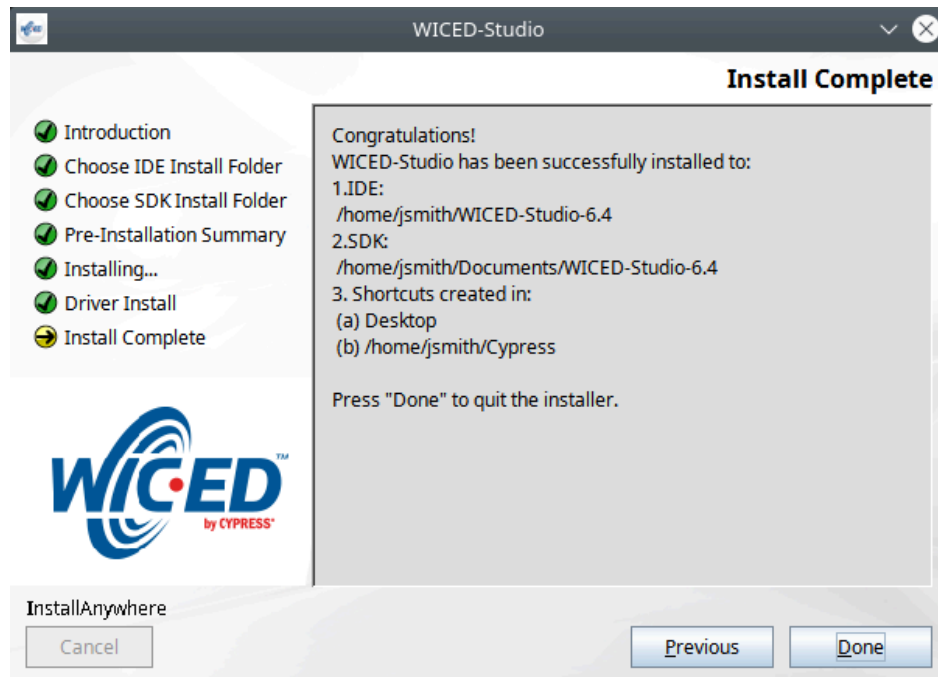 WICED-Studio
Install Complete
Introduction
Choose IDE Install Folder
Choose SDK Install Folder
Pre-Installation Summary
Installing...
Driver Install
Install Complete
Congratulations!
WICED-Studio has been successfully installed to:
1.IDE:
/home/jsmith/WICED-Studio-6.4
2.SDK:
/home/jsmith/Documents/WICED-Studio-6.4
3. Shortcuts created in:
(a) Desktop
(b) /home/jsmith/Cypress
Press "Done" to quit the installer.
WICED™
by CYPRESS®
InstallAnywhere
Cancel
Previous
Done